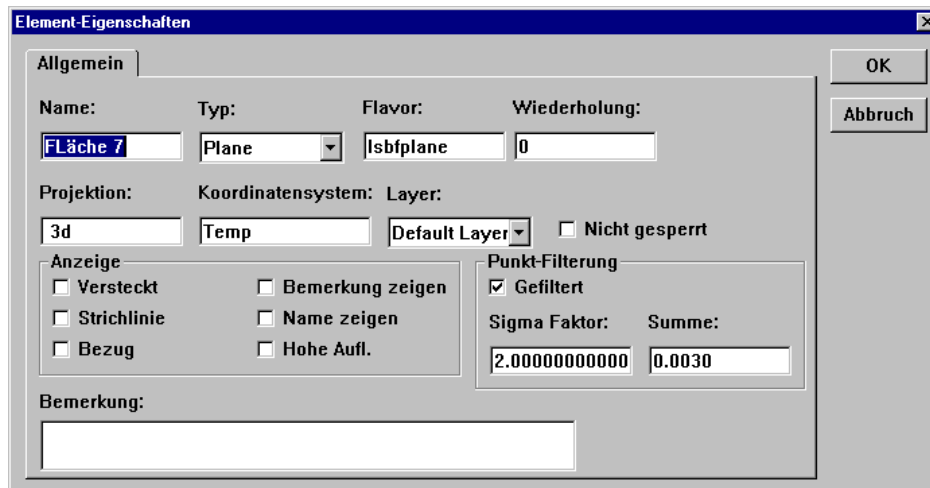 Element-Eigenschaften
Allgemein
OK
Abbruch
Name: Typ: Flavor: Wiederholung:
FLäche 7 Plane lsbfplane 0
Projektion: Koordinatensystem: Layer:
3d Temp Default Layer Nicht gesperrt
Anzeige
Versteckt Bemerkung zeigen
Strichlinie Name zeigen
Bezug Hohe Aufl.
Punkt-Filterung
Gefiltert
Sigma Faktor: Summe:
2.00000000000 0.0030
Bemerkung: